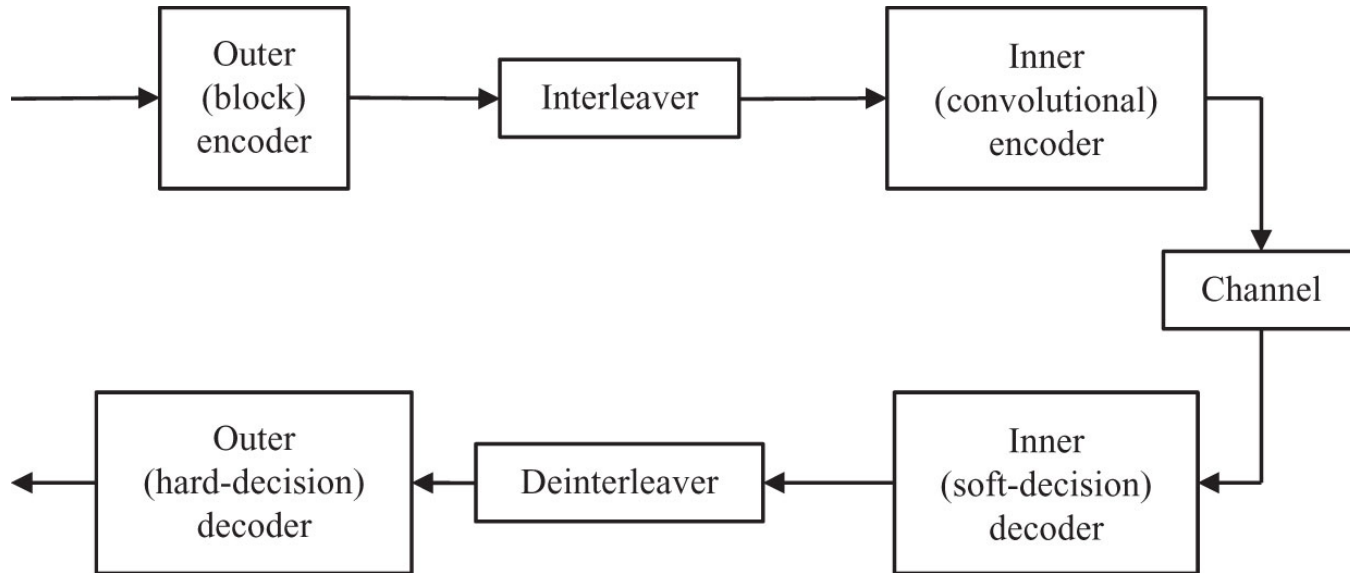 Outer
(block)
encoder
Interleaver
Inner
(convolutional)
encoder
Channel
Outer
(hard-decision)
decoder
Deinterleaver
Inner
(soft-decision)
decoder